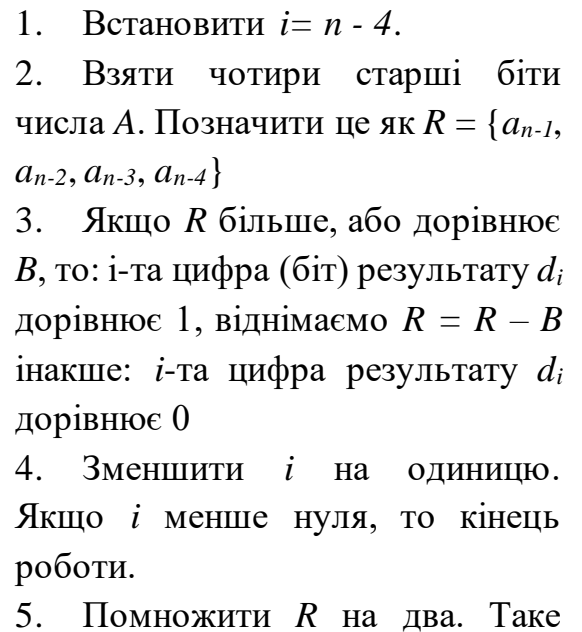 1. Встановити i= n - 4.
2. Взяти чотири старші біти
числа A. Позначити це як R = {an-1,
an-2, an-3, an-4}
3. Якщо R більше, або дорівнює
B, то: і-та цифра (біт) результату di
дорівнює 1, віднімаємо R = R – B
інакше: i-та цифра результату di
дорівнює 0
4. Зменшити i на одиницю.
Якщо i менше нуля, то кінець
роботи.
5. Помножити R на два. Таке